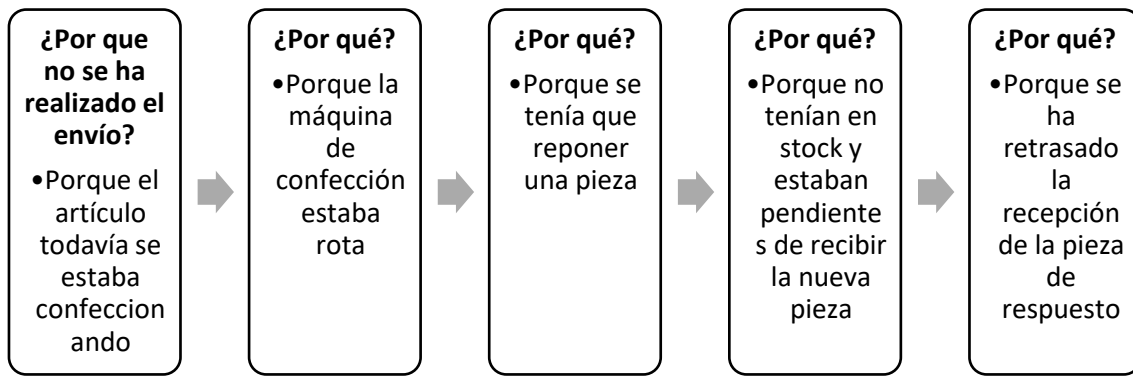 ¿Por que
no se ha
realizado el
envío?
•Porque el
artículo
todavía se
estaba
confeccion
ando
¿Por qué?
•Porque la
máquina
de
confección
estaba
rota
¿Por qué?
•Porque se
tenía que
reponer
una pieza
¿Por qué?
•Porque no
tenían en
stock y
estaban
pendiente
s de recibir
la nueva
pieza
¿Por qué?
•Porque se
ha
retrasado
la
recepción
de la pieza
de
respuesto